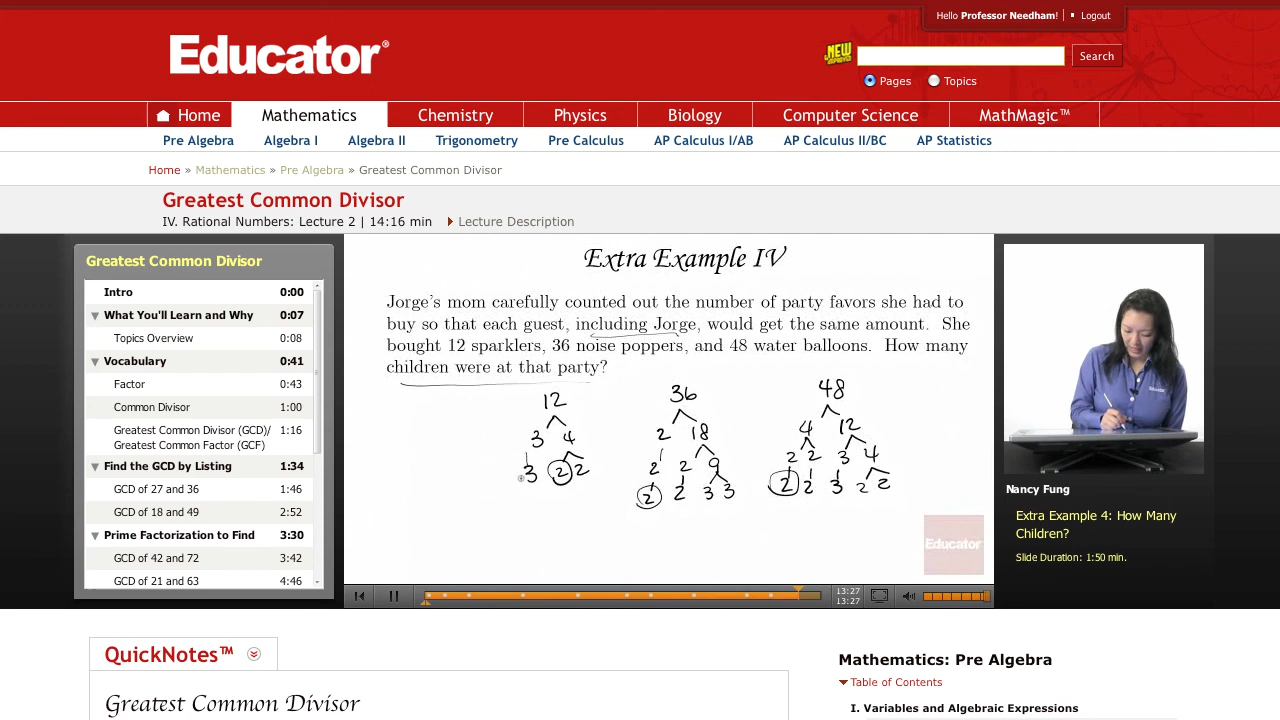 Hello Professor Needham! | ▪ Logout
Educator®
NEW
Search
Pages Topics
Home Mathematics Chemistry Physics Biology Computer Science MathMagic™
Pre Algebra Algebra I Algebra II Trigonometry Pre Calculus AP Calculus I/AB AP Calculus II/BC AP Statistics
Home » Mathematics » Pre Algebra » Greatest Common Divisor
Greatest Common Divisor
IV. Rational Numbers: Lecture 2 | 14:16 min Lecture Description
Greatest Common Divisor
Intro 0:00
What You'll Learn and Why 0:07
Topics Overview 0:08
Vocabulary 0:41
Factor 0:43
Common Divisor 1:00
Greatest Common Divisor (GCD)/ 1:16
Greatest Common Factor (GCF)
Find the GCD by Listing 1:34
GCD of 27 and 36 1:46
GCD of 18 and 49 2:52
Prime Factorization to Find 3:30
GCD of 42 and 72 3:42
GCD of 21 and 63 4:46
Extra Example IV
Jorge's mom carefully counted out the number of party favors she had to
buy so that each guest, including Jorge, would get the same amount. She
bought 12 sparklers, 36 noise poppers, and 48 water balloons. How many
children were at that party?
12 36 48
3 4 2 18 4 12
3 2 2 2 2 9 2 2 3 4
2 2 3 3 2 2 3 2 2
Educator
13:27
13:27
Nancy Fung
Extra Example 4: How Many
Children?
Slide Duration: 1:50 min.
QuickNotes™
Greatest Common Divisor
Mathematics: Pre Algebra
Table of Contents
I. Variables and Algebraic Expressions